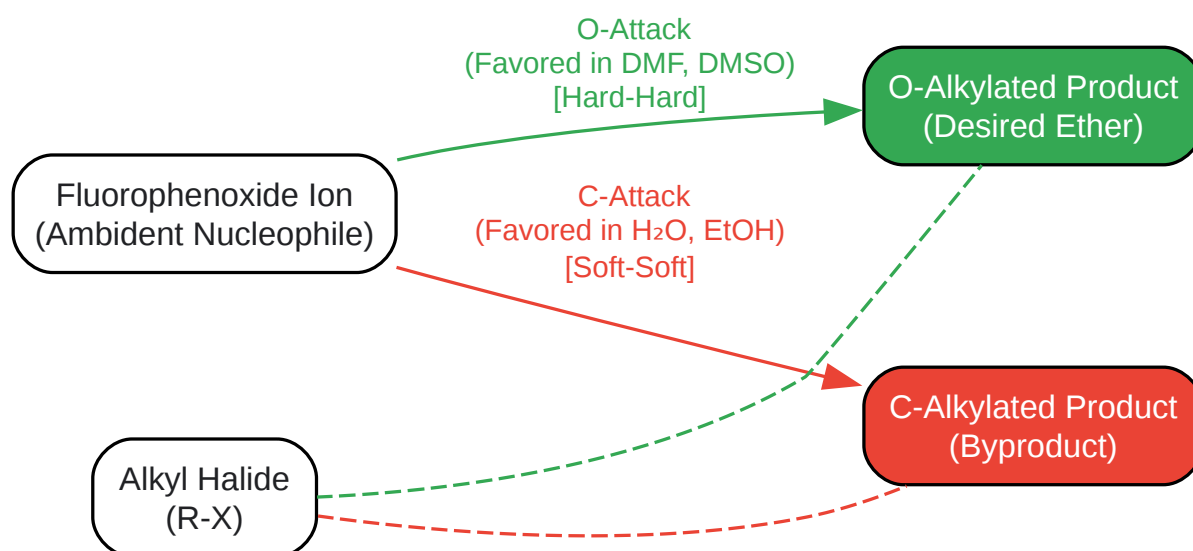 O-Attack
(Favored in DMF, DMSO)
[Hard-Hard]
O-Alkylated Product
(Desired Ether)
Fluorophenoxide Ion
(Ambident Nucleophile)
C-Attack
(Favored in H₂O, EtOH)
[Soft-Soft]
C-Alkylated Product
(Byproduct)
Alkyl Halide
(R-X)